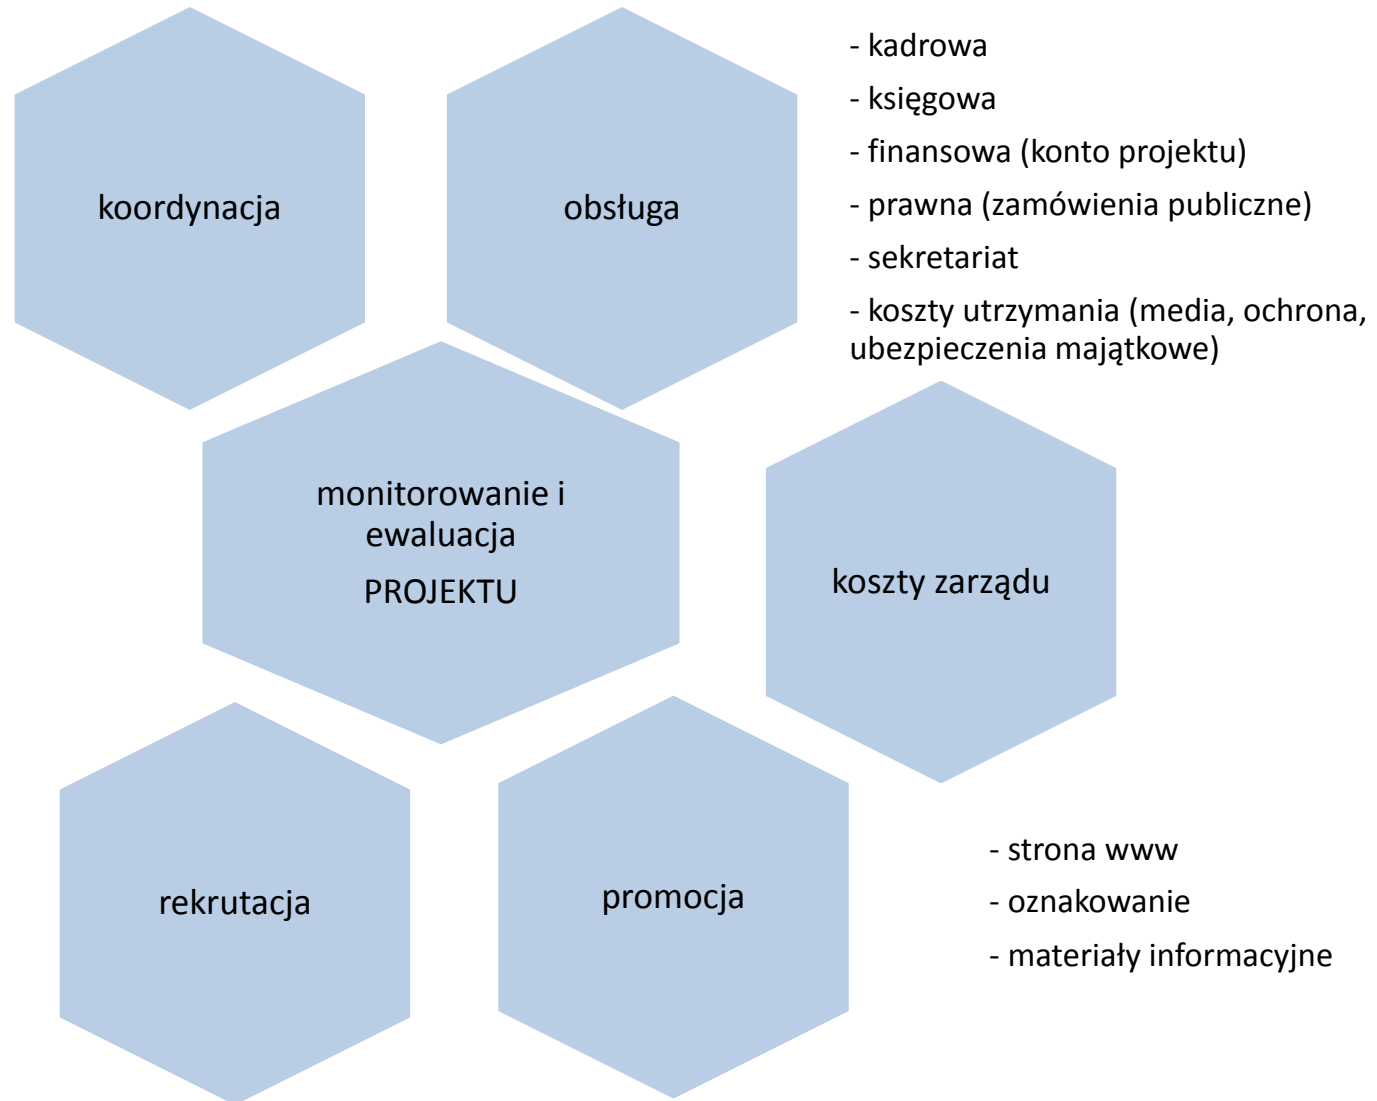 koordynacja
obsługa
- kadrowa
- księgowa
- finansowa (konto projektu)
- prawna (zamówienia publiczne)
- sekretariat
- koszty utrzymania (media, ochrona,
ubezpieczenia majątkowe)
monitorowanie i
ewaluacja
PROJEKTU
koszty zarządu
rekrutacja
promocja
- strona www
- oznakowanie
- materiały informacyjne